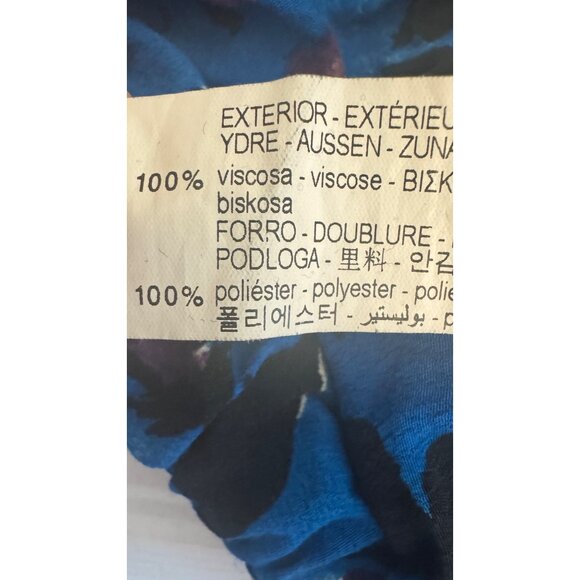 EXTERIOR - EXTÉRIEU
YDRE - AUSSEN - ZUNA
100% viscosa - viscose - ΒΙΣΚ
biskosa
FORRO - DOUBLURE -
PODLOGA - 里料 - 안감
100% poliéster - polyester - polie
폴리에스터 - بوليستير - p